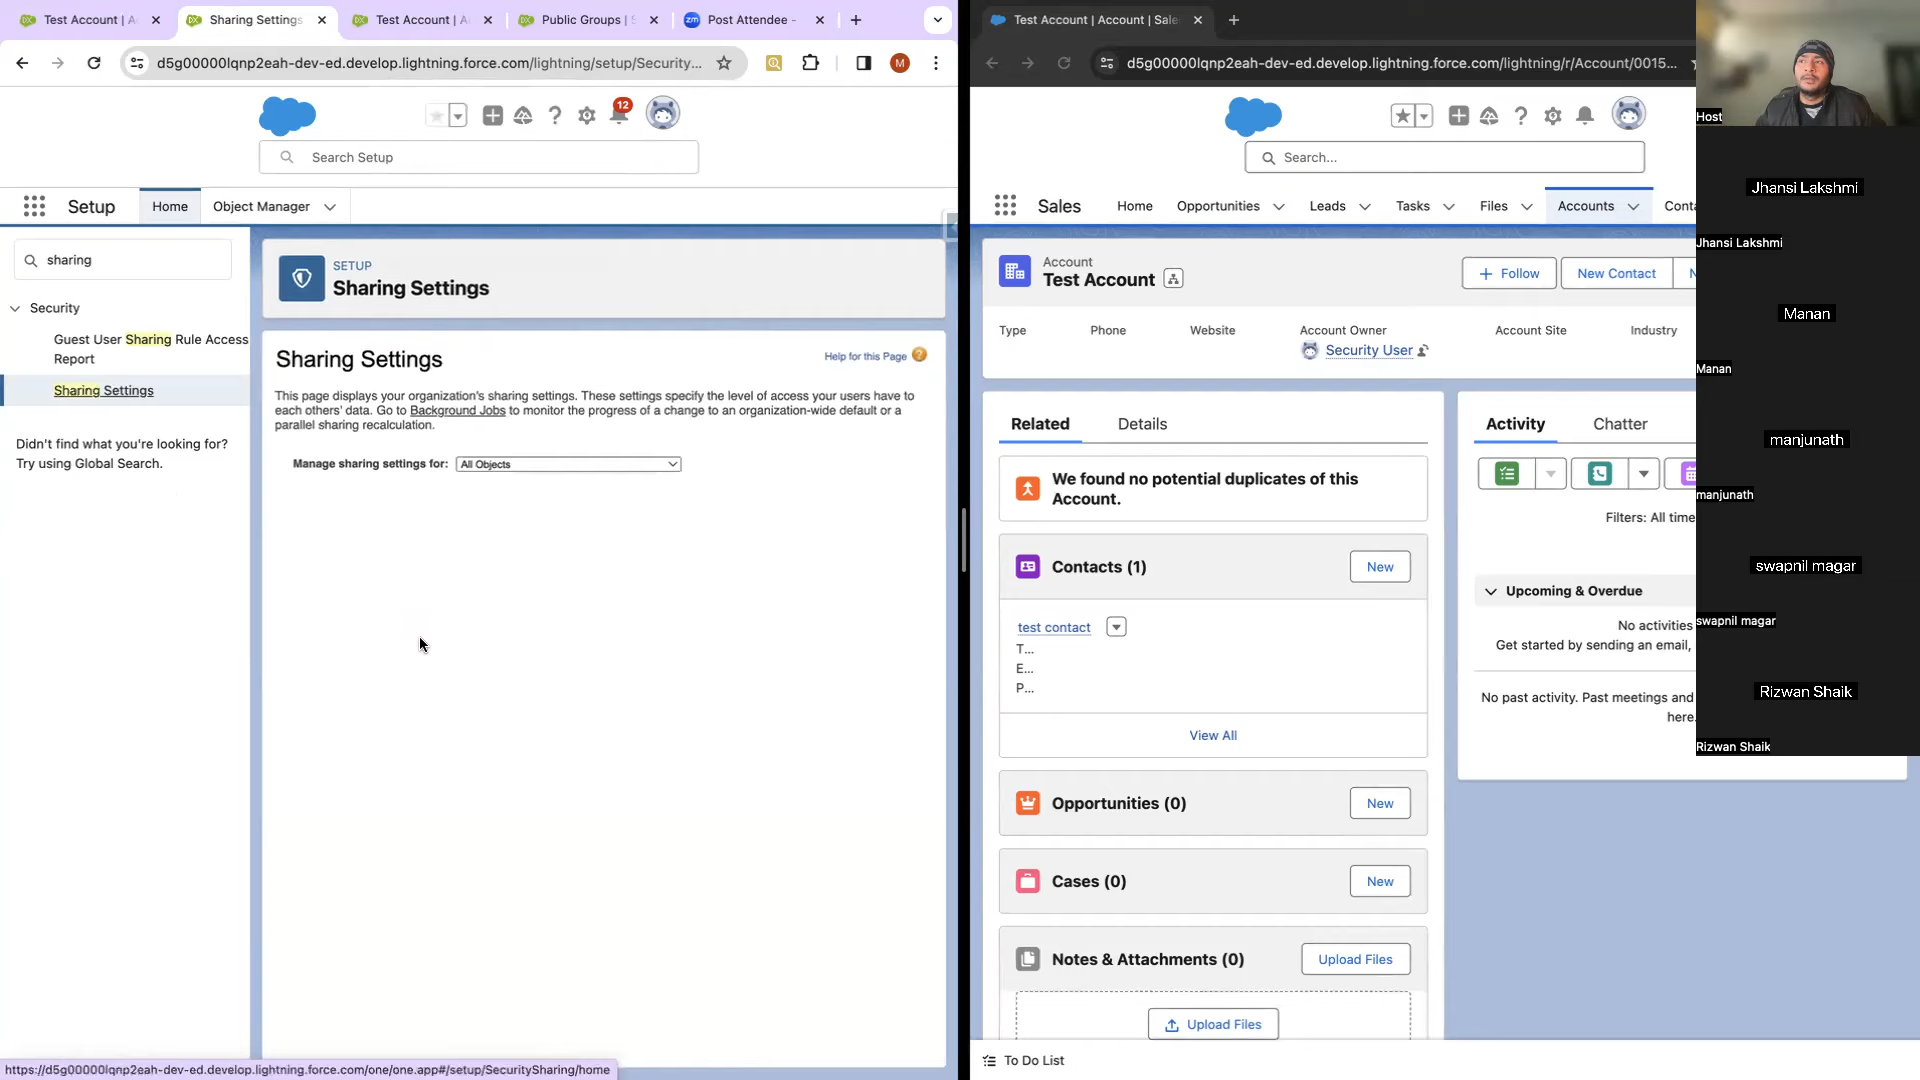 Test Account | A
Sharing Settings
Test Account | A
Public Groups | S
zm
Post Attendee -
d5g00000lqnp2eah-dev-ed.develop.lightning.force.com/lightning/setup/Security...
M
12
Search Setup
Setup
Home
Object Manager
sharing
Security
Guest User Sharing Rule Access
Report
Sharing Settings
Didn't find what you're looking for?
Try using Global Search.
SETUP
Sharing Settings
Sharing Settings
Help for this Page
This page displays your organization's sharing settings. These settings specify the level of access your users have to
each others' data. Go to Background Jobs to monitor the progress of a change to an organization-wide default or a
parallel sharing recalculation.
Manage sharing settings for: All Objects
https://d5g00000lqnp2eah-dev-ed.develop.lightning.force.com/one/one.app#/setup/SecuritySharing/home
Test Account | Account | Sale
d5g00000lqnp2eah-dev-ed.develop.lightning.force.com/lightning/r/Account/0015...
Search...
Sales
Home
Opportunities
Leads
Tasks
Files
Accounts
Conta
Account
Test Account
Follow
New Contact
N
Type
Phone
Website
Account Owner
Account Site
Industry
Security User
Related
Details
We found no potential duplicates of this
Account.
Contacts (1)
New
test contact
T...
E...
P...
View All
Opportunities (0)
New
Cases (0)
New
Notes & Attachments (0)
Upload Files
Upload Files
Activity
Chatter
Filters: All time
Upcoming & Overdue
No activities
Get started by sending an email,
No past activity. Past meetings and
here.
To Do List
Host
Jhansi Lakshmi
Jhansi Lakshmi
Manan
Manan
manjunath
manjunath
swapnil magar
swapnil magar
Rizwan Shaik
Rizwan Shaik